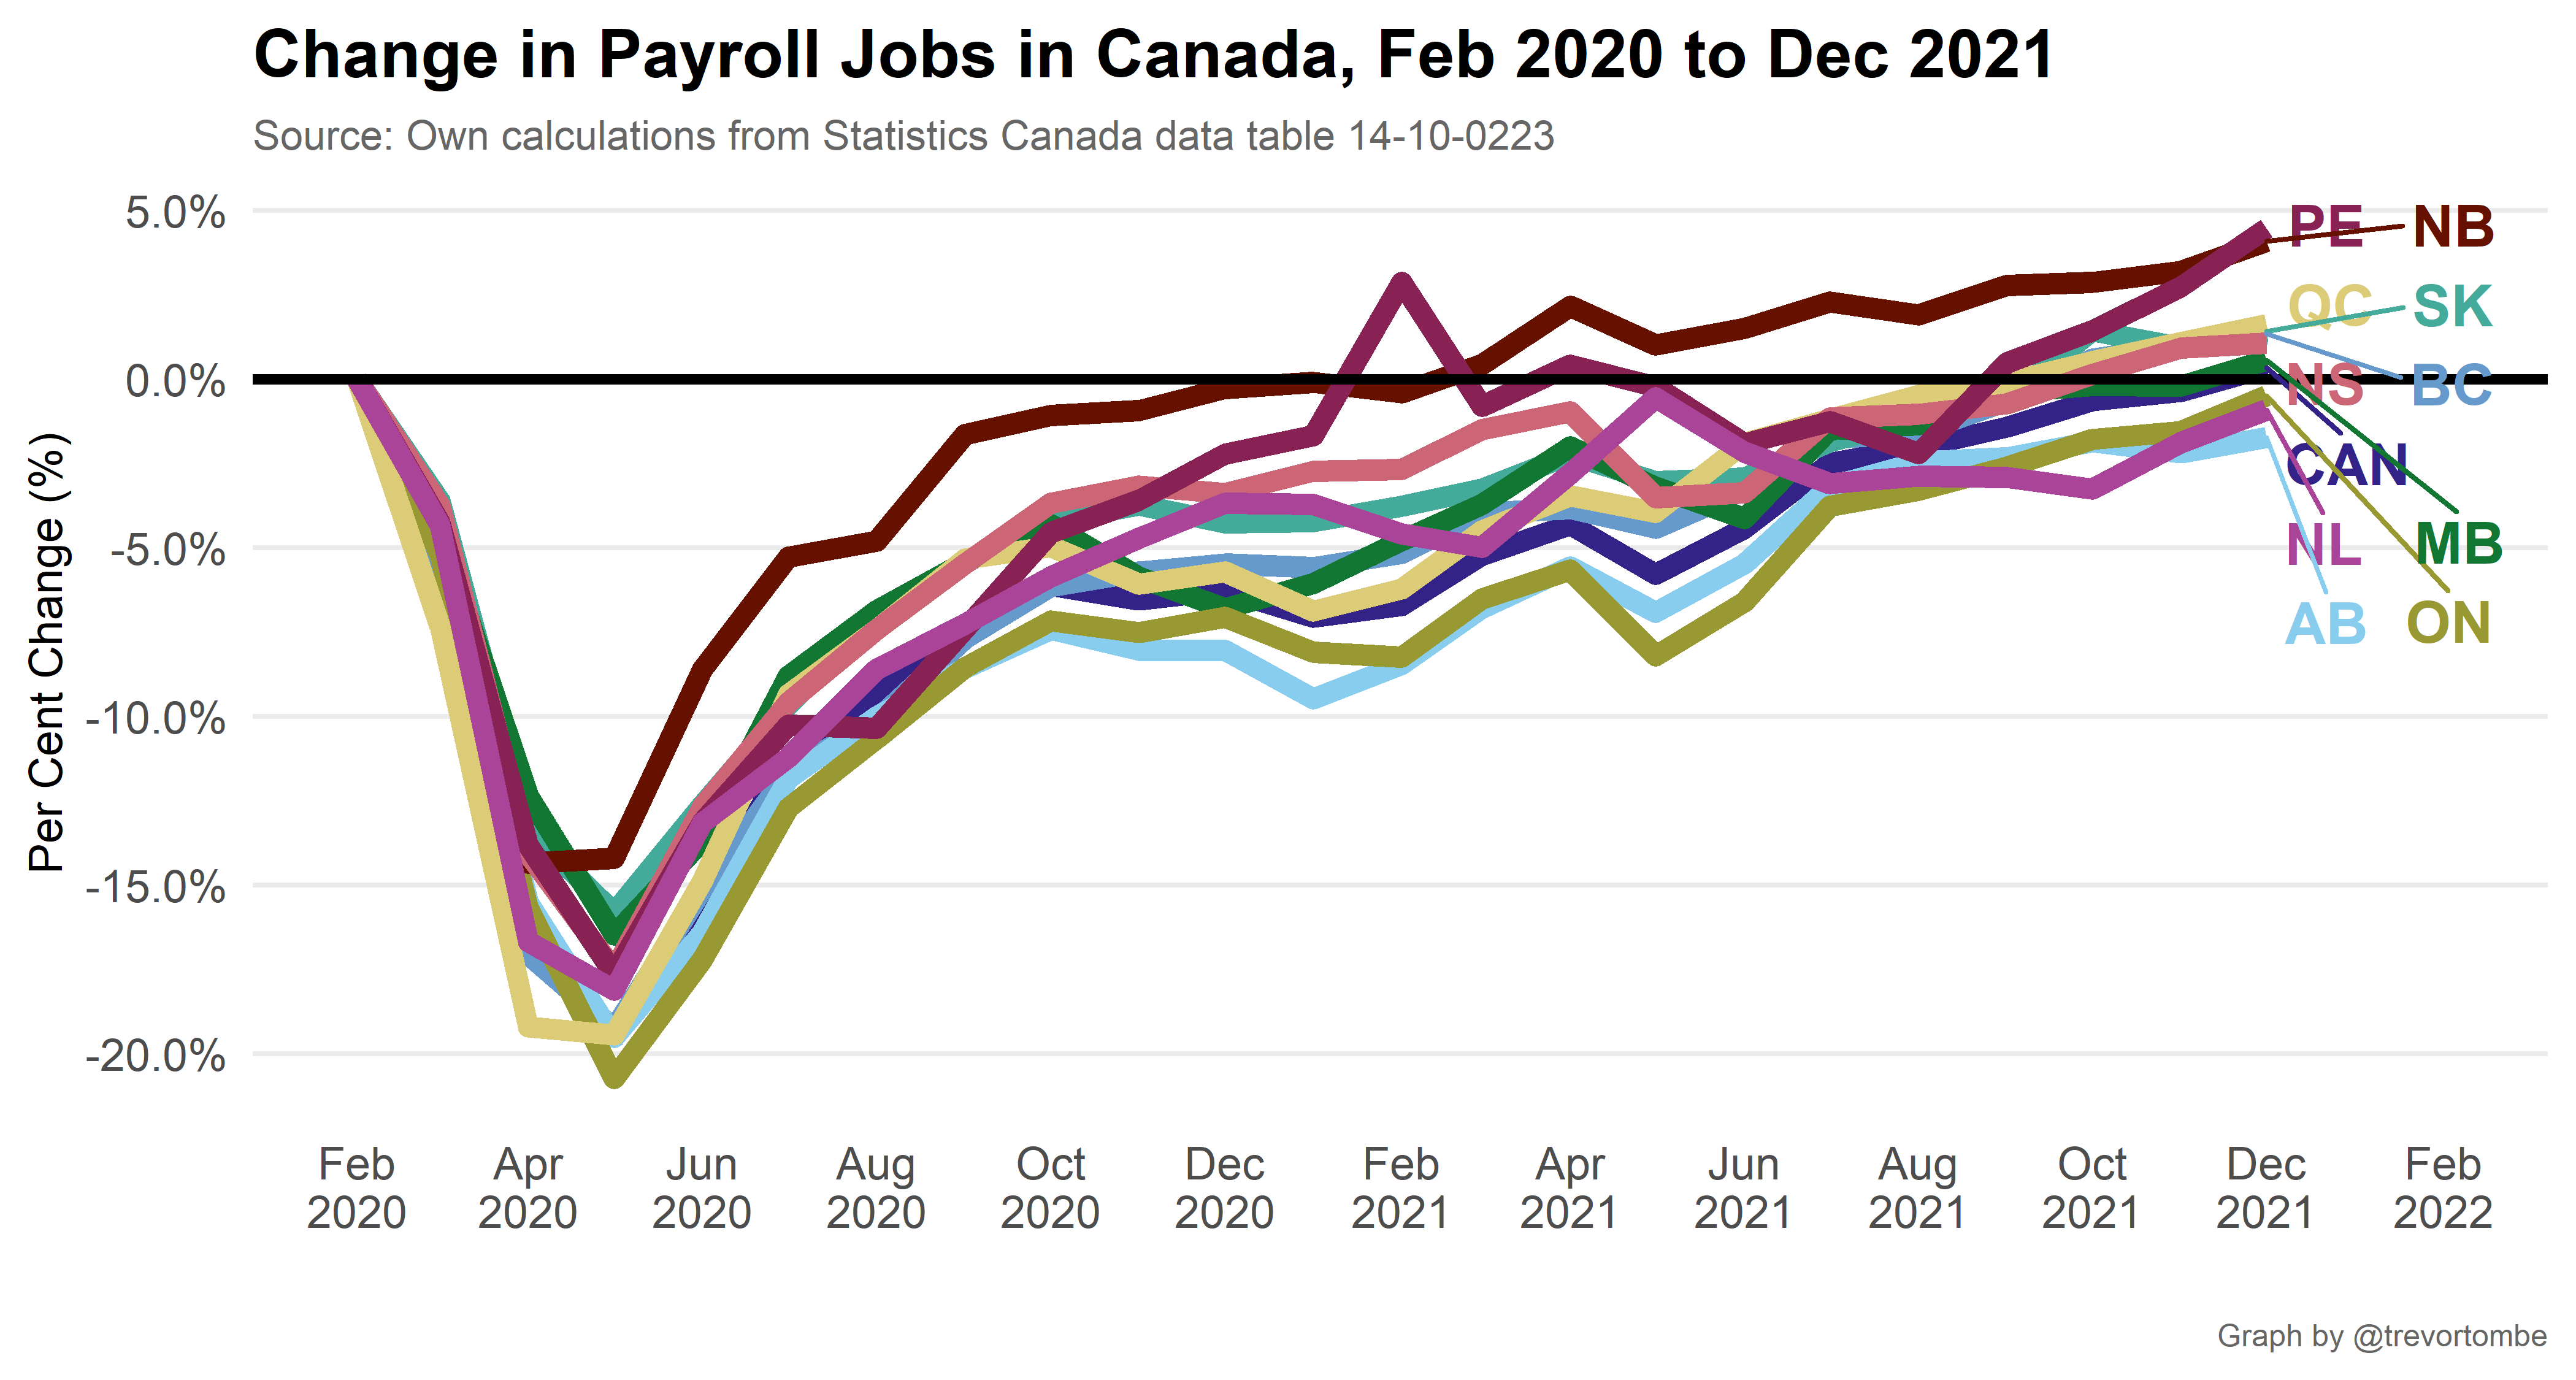 Change in Payroll Jobs in Canada, Feb 2020 to Dec 2021
Source: Own calculations from Statistics Canada data table 14-10-0223
Per Cent Change (%)
5.0%
0.0%
-5.0%
-10.0%
-15.0%
-20.0%
PE NB
QC SK
NS BC
CAN
NL MB
AB ON
Feb Apr Jun Aug Oct Dec Feb Apr Jun Aug Oct Dec Feb
2020 2020 2020 2020 2020 2020 2021 2021 2021 2021 2021 2021 2022
Graph by @trevortombe